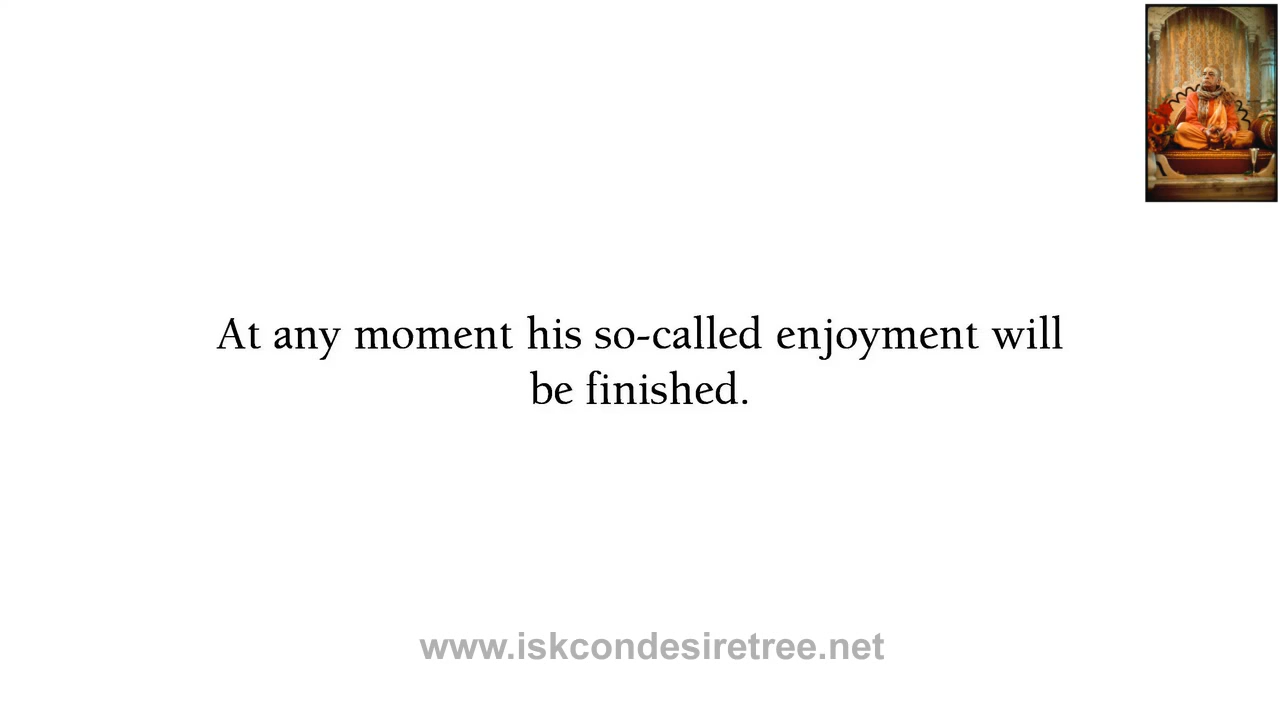 At any moment his so-called enjoyment will
be finished.
www.iskcondesiretree.net